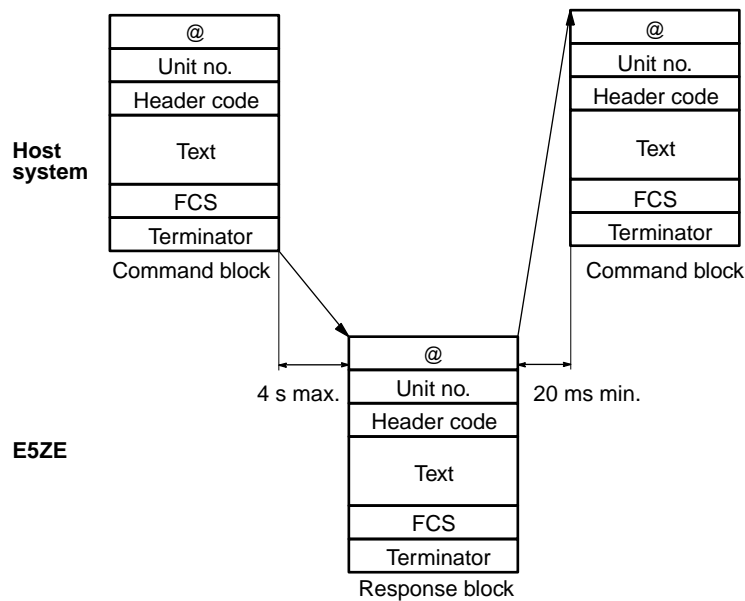 Host
system
@
Unit no.
Header code
Text
FCS
Terminator
Command block
@
Unit no.
Header code
Text
FCS
Terminator
Command block
4 s max.
20 ms min.
E5ZE
@
Unit no.
Header code
Text
FCS
Terminator
Response block